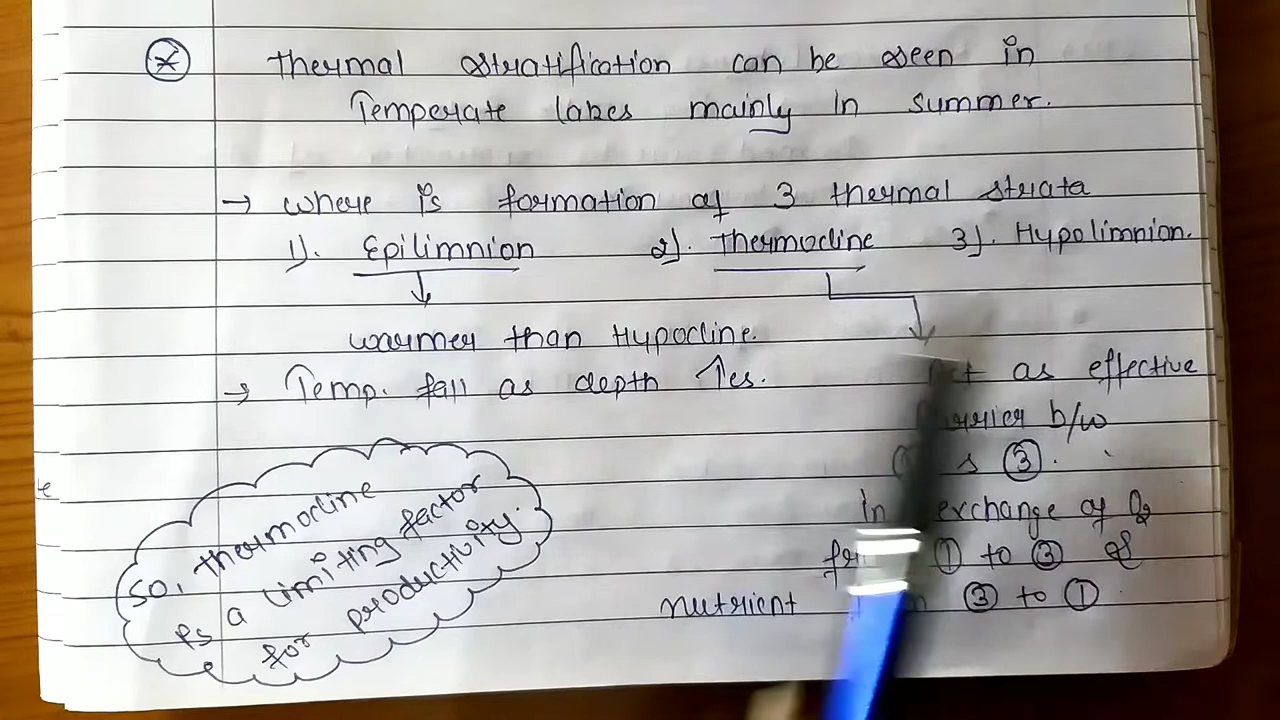 thermal stratification can be seen in
Temperate lakes mainly in summer.
→ where is formation of 3 thermal strata
1). Epilimnion 2). Thermocline 3). Hypolimnion.
warmer than Hypocline.
→ Temp. fall as depth ↑es.
as effective
b/w
③.
in exchange of O₂
① to ③ &
nutrient ③ to ①
So, thermocline
is a limiting factor
for productivity.